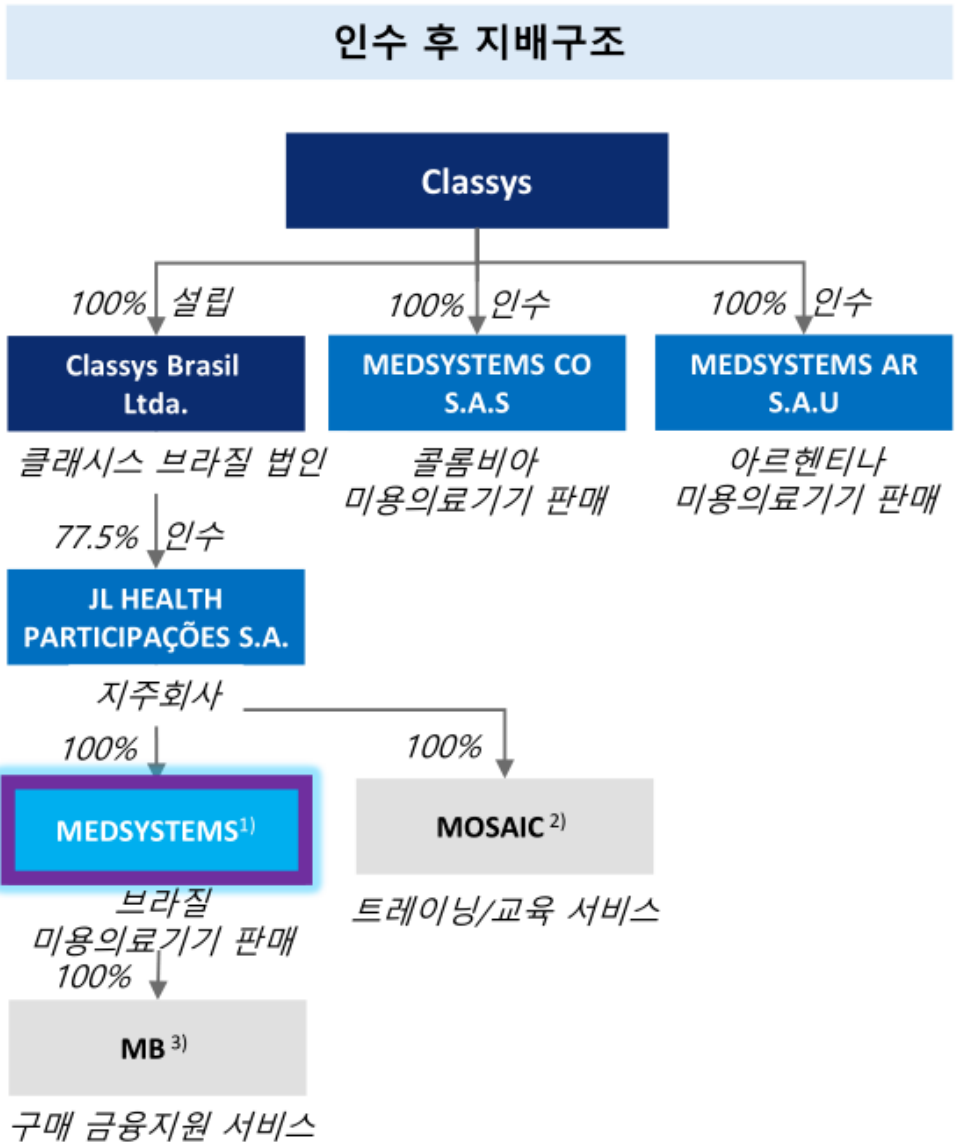 인수 후 지배구조
Classys
100% 설립
100% 인수
100% 인수
Classys Brasil
Ltda.
MEDSYSTEMS CO
S.A.S
MEDSYSTEMS AR
S.A.U
클래시스 브라질 법인
콜롬비아
미용의료기기 판매
아르헨티나
미용의료기기 판매
77.5% 인수
JL HEALTH
PARTICIPAÇÕES S.A.
지주회사
100%
100%
MEDSYSTEMS1)
MOSAIC 2)
브라질
미용의료기기 판매
트레이닝/교육 서비스
100%
MB 3)
구매 금융지원 서비스